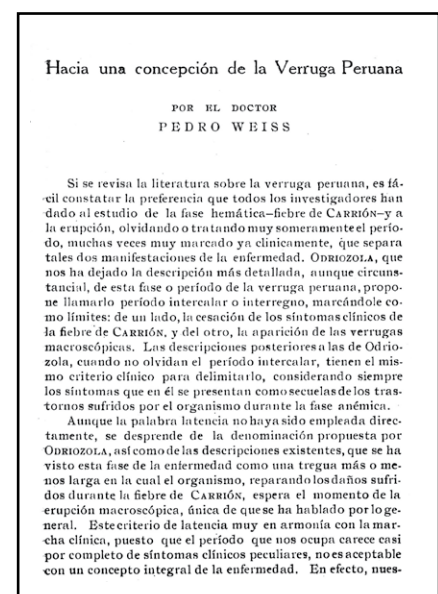 Hacia una concepción de la Verruga Peruana
POR EL DOCTOR
PEDRO WEISS
Si se revisa la literatura sobre la verruga peruana, es fá-
cil constatar la preferencia que todos los investigadores han
dado al estudio de la fase hemática—fiebre de CARRIÓN—y a
la erupción, olvidando o tratando muy someramente el perío-
do, muchas veces muy marcado ya clinicamente, que separa
tales dos manifestaciones de la enfermedad. ODRIOZOLA, que
nos ha dejado la descripción más detallada, aunque circuns-
tancial, de esta fase o período de la verruga peruana, propo-
ne llamarlo período intercalar o interregno, marcándole co-
mo límites: de un lado, la cesación de los síntomas clínicos de
la fiebre de CARRIÓN, y del otro, la aparición de las verrugas
macroscópicas. Las descripciones posteriores a las de Odrio-
zola, cuando no olvidan el período intercalar, tienen el mis-
mo criterio clínico para delimitarlo, considerando siempre
los síntomas que en él se presentan como secuelas de los tras-
tornos sufridos por el organismo durante la fase anémica.
Aunque la palabra latencia no haya sido empleada direc-
tamente, se desprende de la denominación propuesta por
ODRIOZOLA, así como de las descripciones existentes, que se ha
visto esta fase de la enfermedad como una tregua más o me-
nos larga en la cual el organismo, reparando los daños sufri-
dos durante la fiebre de CARRIÓN, espera el momento de la
erupción macroscópica, única de que se ha hablado por lo ge-
neral. Este criterio de latencia muy en armonía con la mar-
cha clínica, puesto que el período que nos ocupa carece casi
por completo de síntomas clínicos peculiares, no es aceptable
con un concepto integral de la enfermedad. En efecto, nues-